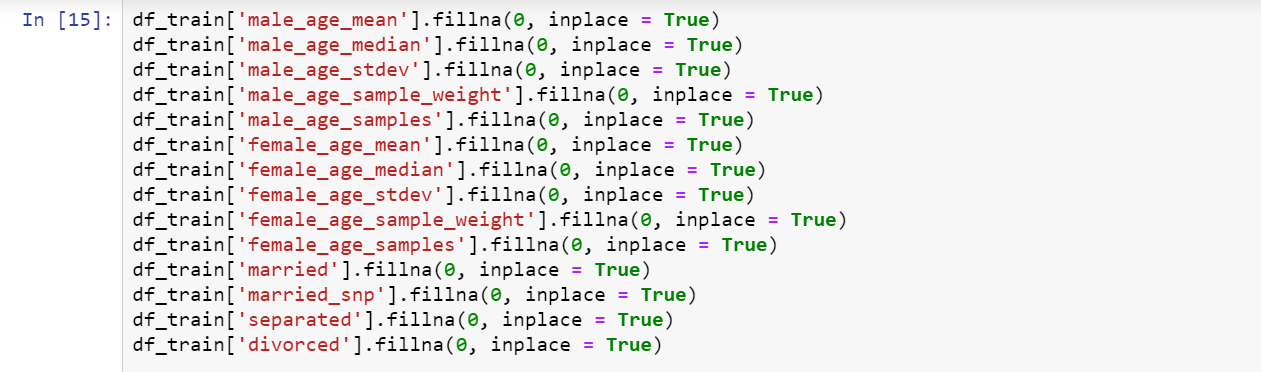 In [15]: df_train['male_age_mean'].fillna(0, inplace = True)
df_train['male_age_median'].fillna(0, inplace = True)
df_train['male_age_stdev'].fillna(0, inplace = True)
df_train['male_age_sample_weight'].fillna(0, inplace = True)
df_train['male_age_samples'].fillna(0, inplace = True)
df_train['female_age_mean'].fillna(0, inplace = True)
df_train['female_age_median'].fillna(0, inplace = True)
df_train['female_age_stdev'].fillna(0, inplace = True)
df_train['female_age_sample_weight'].fillna(0, inplace = True)
df_train['female_age_samples'].fillna(0, inplace = True)
df_train['married'].fillna(0, inplace = True)
df_train['married_snp'].fillna(0, inplace = True)
df_train['separated'].fillna(0, inplace = True)
df_train['divorced'].fillna(0, inplace = True)